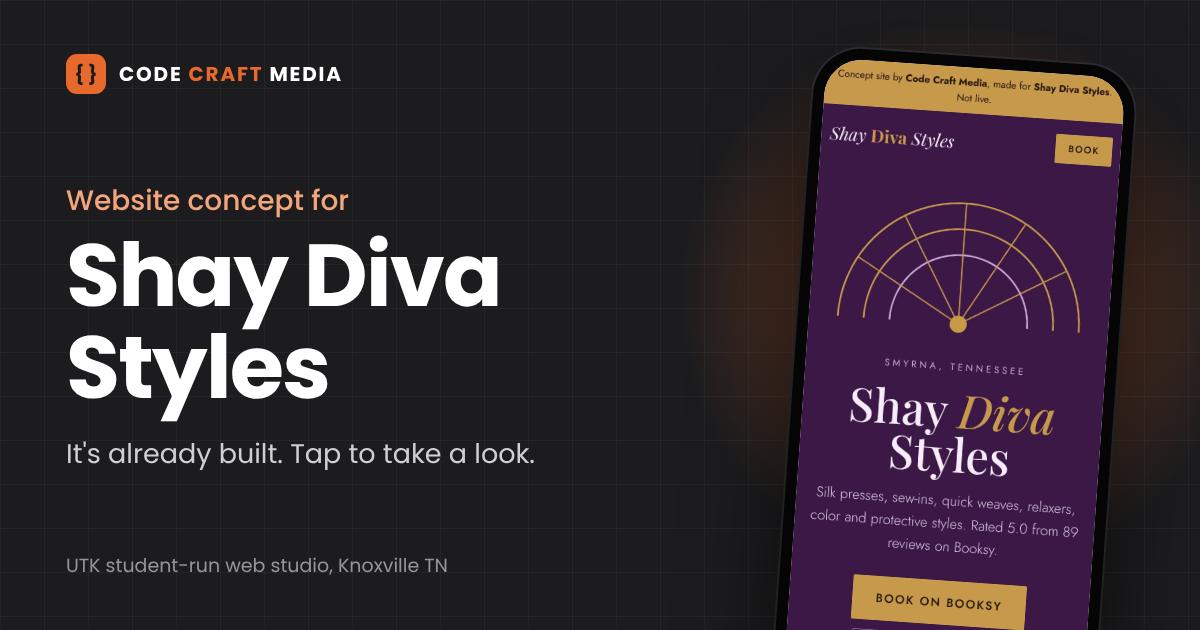 { } CODE CRAFT MEDIA
Website concept for
Shay Diva
Styles
It's already built. Tap to take a look.
UTK student-run web studio, Knoxville TN
Concept site by Code Craft Media, made for Shay Diva Styles.
Not live.
Shay Diva Styles
BOOK
SMYRNA, TENNESSEE
Shay Diva
Styles
Silk presses, sew-ins, quick weaves, relaxers,
color and protective styles. Rated 5.0 from 89
reviews on Booksy.
BOOK ON BOOKSY